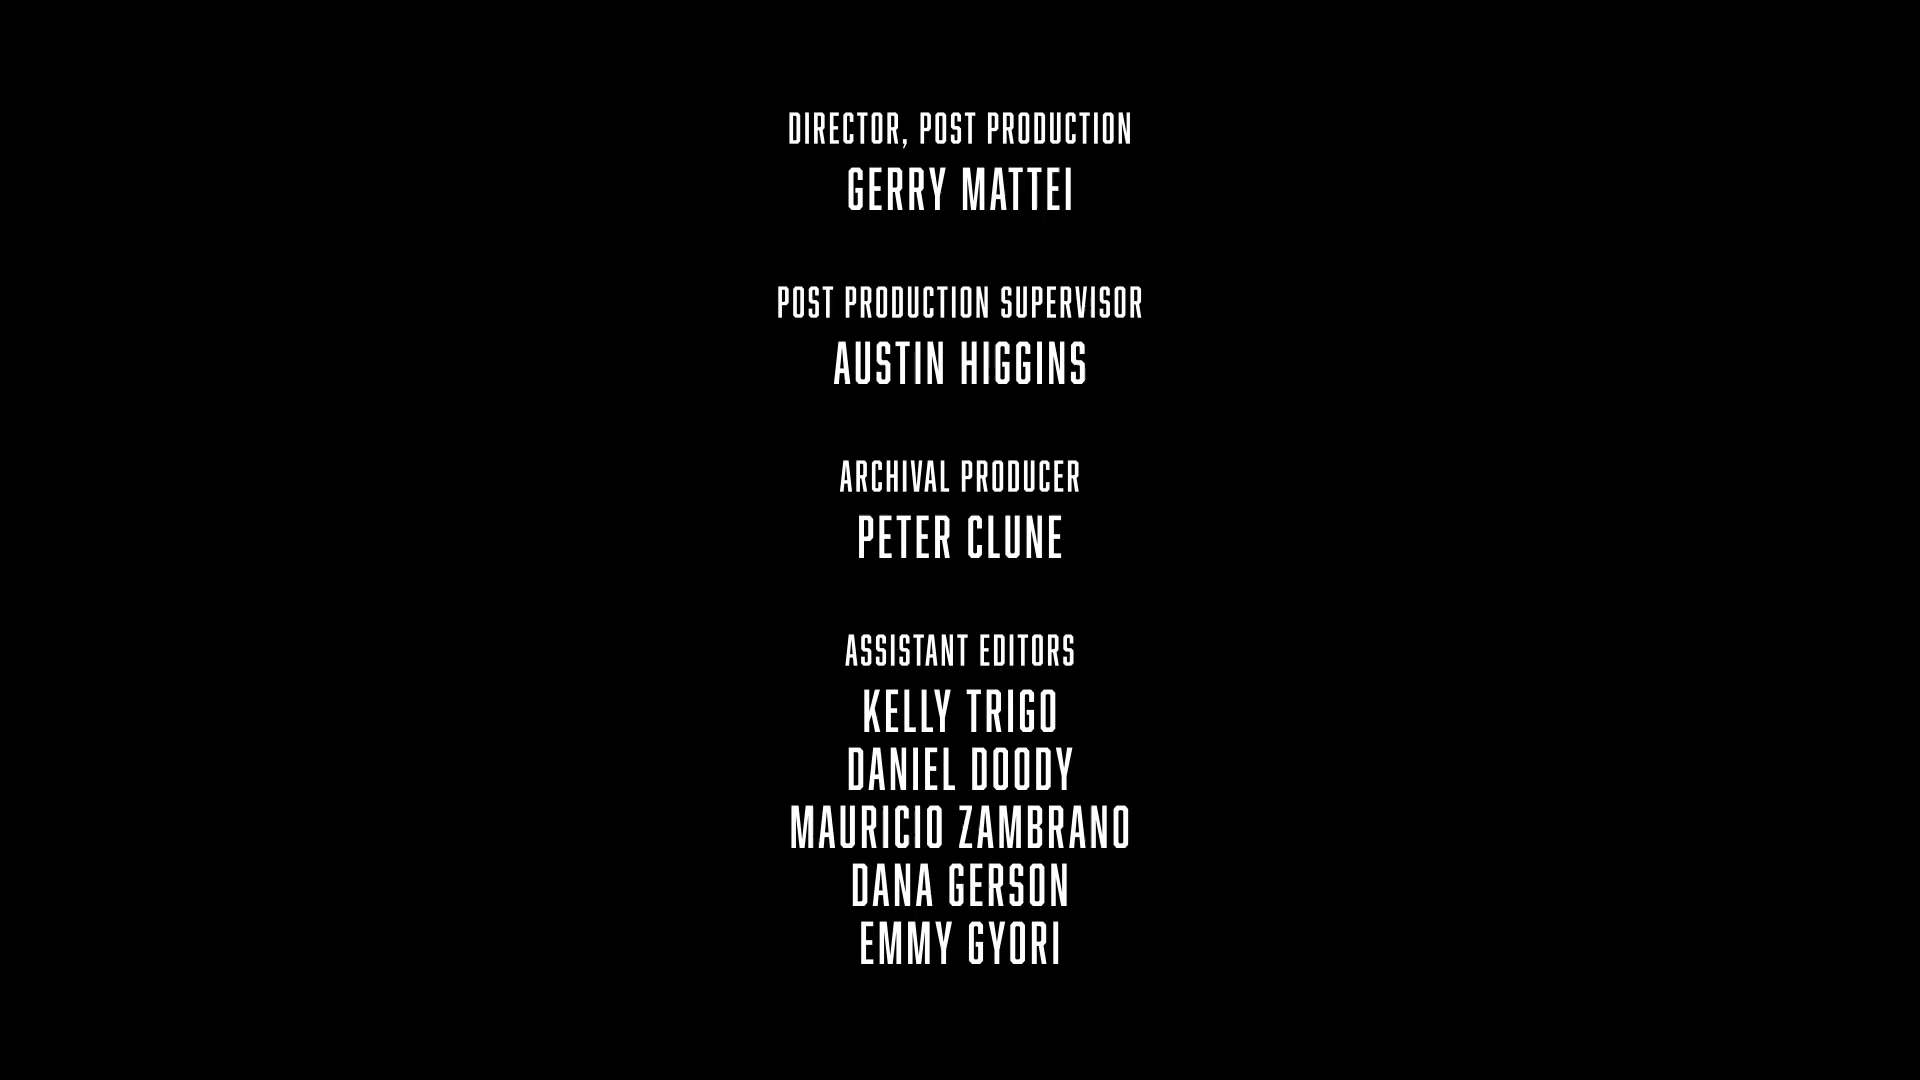 DIRECTOR, POST PRODUCTION
GERRY MATTEI
POST PRODUCTION SUPERVISOR
AUSTIN HIGGINS
ARCHIVAL PRODUCER
PETER CLUNE
ASSISTANT EDITORS
KELLY TRIGO
DANIEL DOODY
MAURICIO ZAMBRANO
DANA GERSON
EMMY GYORI